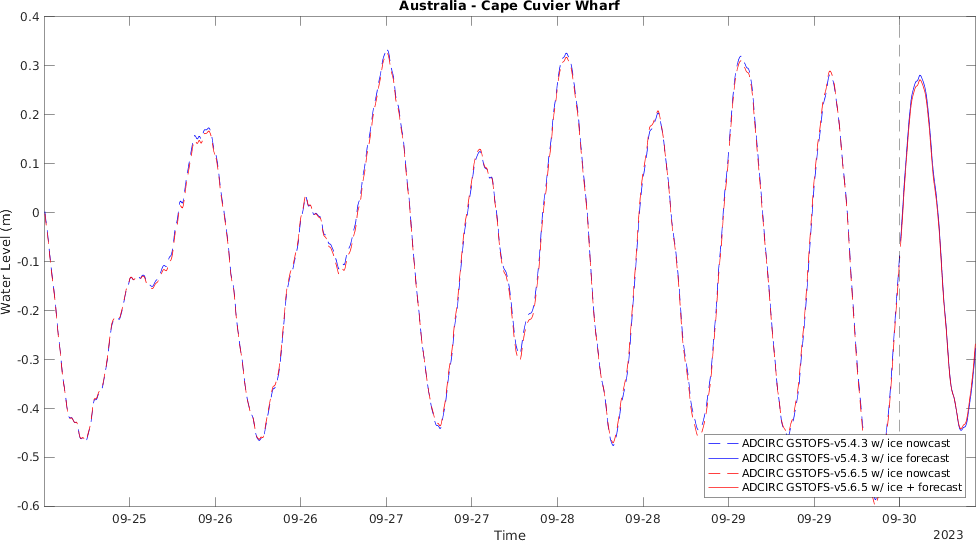 Australia - Cape Cuvier Wharf
0.4
0.3
0.2
0.1
0
-0.1
-0.2
-0.3
-0.4
-0.5
-0.6
Water Level (m)
ADCIRC GSTOFS-v5.4.3 w/ ice nowcast
ADCIRC GSTOFS-v5.4.3 w/ ice forecast
ADCIRC GSTOFS-v5.6.5 w/ ice nowcast
ADCIRC GSTOFS-v5.6.5 w/ ice + forecast
09-25 09-26 09-26 09-27 09-27 09-28 09-28 09-29 09-29 09-30
Time
2023